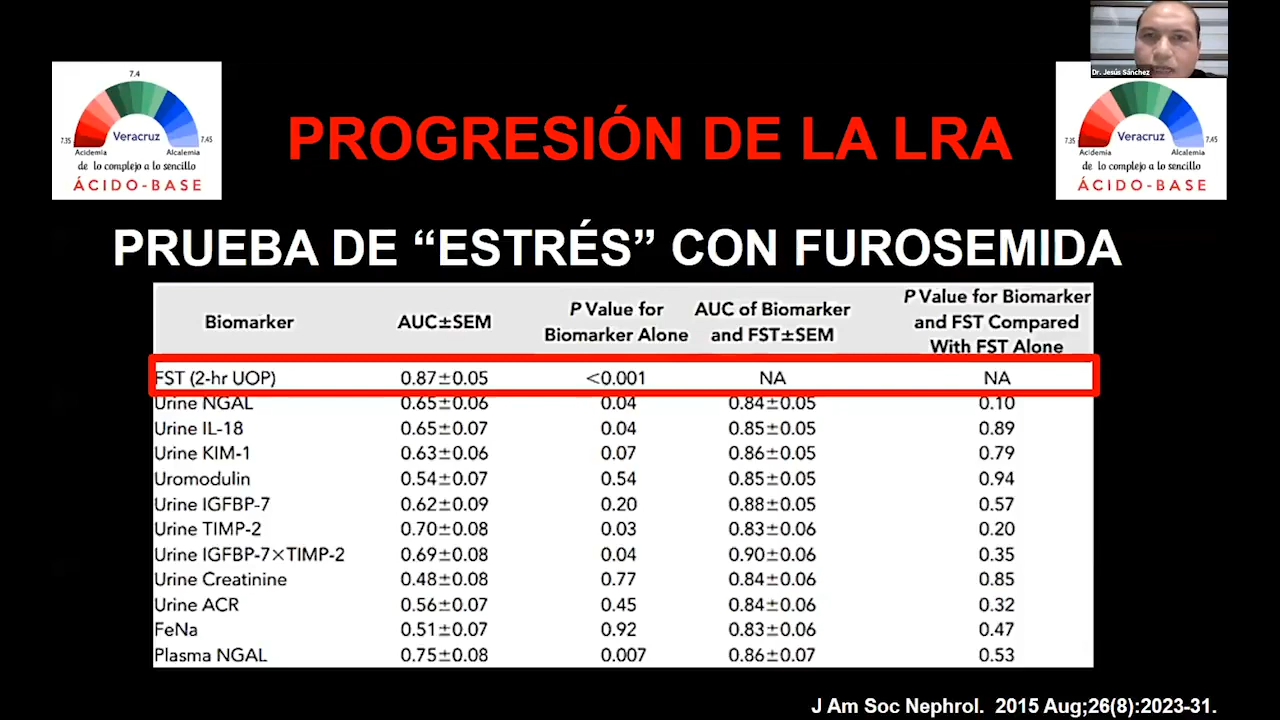 Dr. Jesús Sánchez
7.4
7.35
Veracruz
7.45
Acidemia
Alcalemia
de lo complejo a lo sencillo
ÁCIDO-BASE
7.35
Veracruz
7.45
Acidemia
Alcalemia
de lo complejo a lo sencillo
ÁCIDO-BASE
PROGRESIÓN DE LA LRA
PRUEBA DE “ESTRÉS” CON FUROSEMIDA
Biomarker AUC±SEM P Value for Biomarker Alone AUC of Biomarker and FST±SEM P Value for Biomarker and FST Compared With FST Alone
FST (2-hr UOP) 0.87±0.05 <0.001 NA NA
Urine NGAL 0.65±0.06 0.04 0.84±0.05 0.10
Urine IL-18 0.65±0.07 0.04 0.85±0.05 0.89
Urine KIM-1 0.63±0.06 0.07 0.86±0.05 0.79
Uromodulin 0.54±0.07 0.54 0.85±0.05 0.94
Urine IGFBP-7 0.62±0.09 0.20 0.88±0.05 0.57
Urine TIMP-2 0.70±0.08 0.03 0.83±0.06 0.20
Urine IGFBP-7×TIMP-2 0.69±0.08 0.04 0.90±0.06 0.35
Urine Creatinine 0.48±0.08 0.77 0.84±0.06 0.85
Urine ACR 0.56±0.07 0.45 0.84±0.06 0.32
FeNa 0.51±0.07 0.92 0.83±0.06 0.47
Plasma NGAL 0.75±0.08 0.007 0.86±0.07 0.53
J Am Soc Nephrol. 2015 Aug;26(8):2023-31.